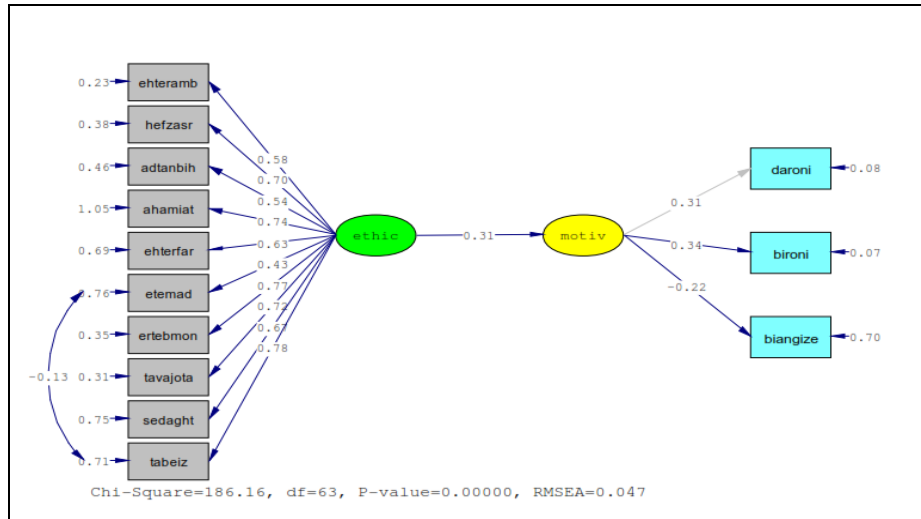 0.23 ehteramb
0.38 hefzasr
0.46 adtanbih
1.05 ahamiat
0.69 ehterfar
0.76 etemad
0.35 ertebmon
-0.13 0.31 tavajota
0.75 sedaght
0.71 tabeiz
0.58
0.70
0.54
0.74
0.63
0.43
0.77
0.72
0.67
0.78
ethic
0.31
motiv
0.31
0.34
-0.22
daroni 0.08
bironi 0.07
biangize 0.70
Chi-Square=186.16, df=63, P-value=0.00000, RMSEA=0.047